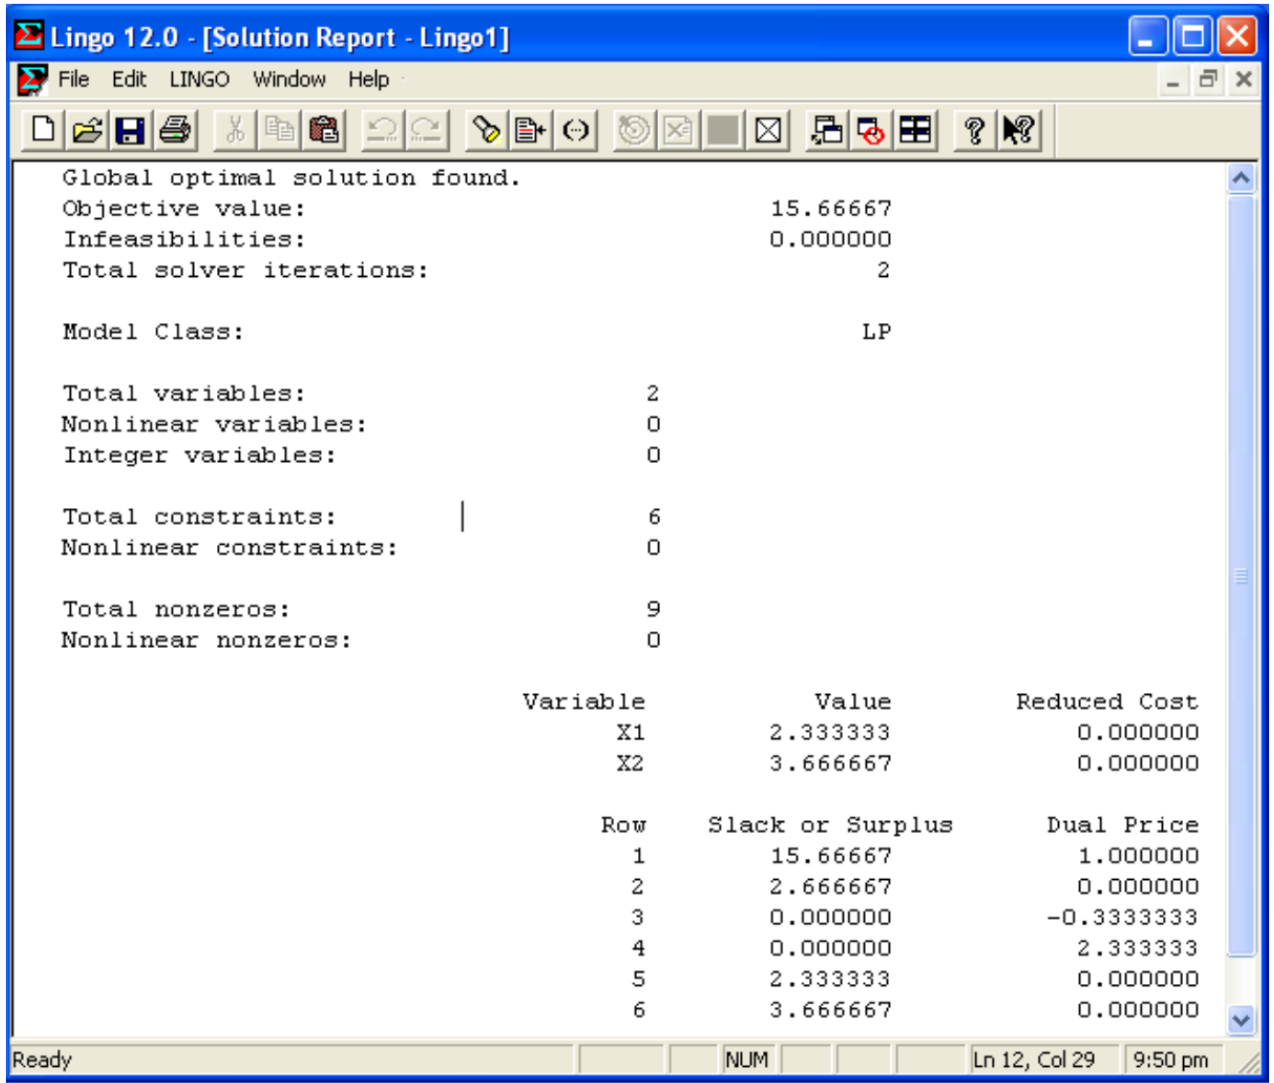 Lingo 12.0 - [Solution Report - Lingo1]
File Edit LINGO Window Help
Global optimal solution found.
Objective value: 15.66667
Infeasibilities: 0.000000
Total solver iterations: 2
Model Class: LP
Total variables: 2
Nonlinear variables: 0
Integer variables: 0
Total constraints: 6
Nonlinear constraints: 0
Total nonzeros: 9
Nonlinear nonzeros: 0
Variable Value Reduced Cost
X1 2.333333 0.000000
X2 3.666667 0.000000
Row Slack or Surplus Dual Price
1 15.66667 1.000000
2 2.666667 0.000000
3 0.000000 -0.3333333
4 0.000000 2.333333
5 2.333333 0.000000
6 3.666667 0.000000
Ready NUM Ln 12, Col 29 9:50 pm